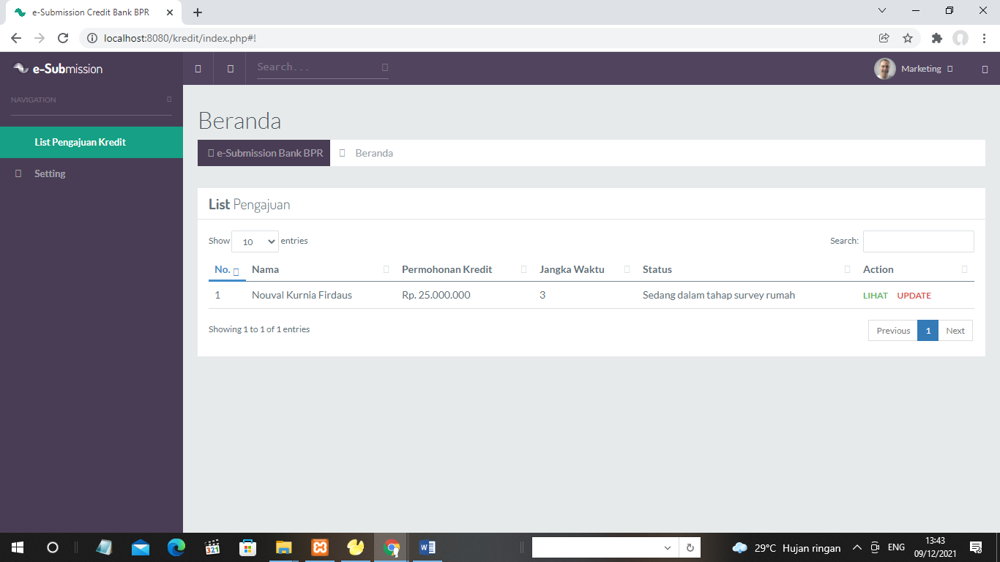 e-Submission Credit Bank BPR
localhost:8080/kredit/index.php#!
e-Submission
Search...
Marketing
NAVIGATION
List Pengajuan Kredit
Setting
Beranda
e-Submission Bank BPR Beranda
List Pengajuan
Show 10 entries Search:
No. Nama Permohonan Kredit Jangka Waktu Status Action
1 Nouval Kurnia Firdaus Rp. 25.000.000 3 Sedang dalam tahap survey rumah LIHAT UPDATE
Showing 1 to 1 of 1 entries Previous 1 Next
321
29°C Hujan ringan ENG 13:43
09/12/2021